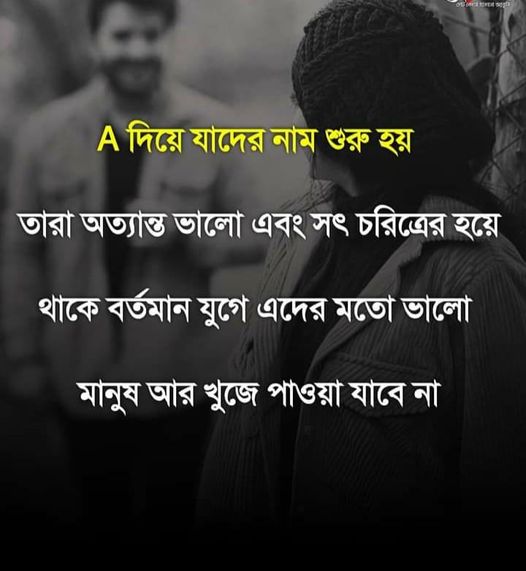 A দিয়ে যাদের নাম শুরু হয়
তারা অত্যান্ত ভালো এবং সৎ চরিত্রের হয়ে
থাকে বর্তমান যুগে এদের মতো ভালো
মানুষ আর খুজে পাওয়া যাবে না